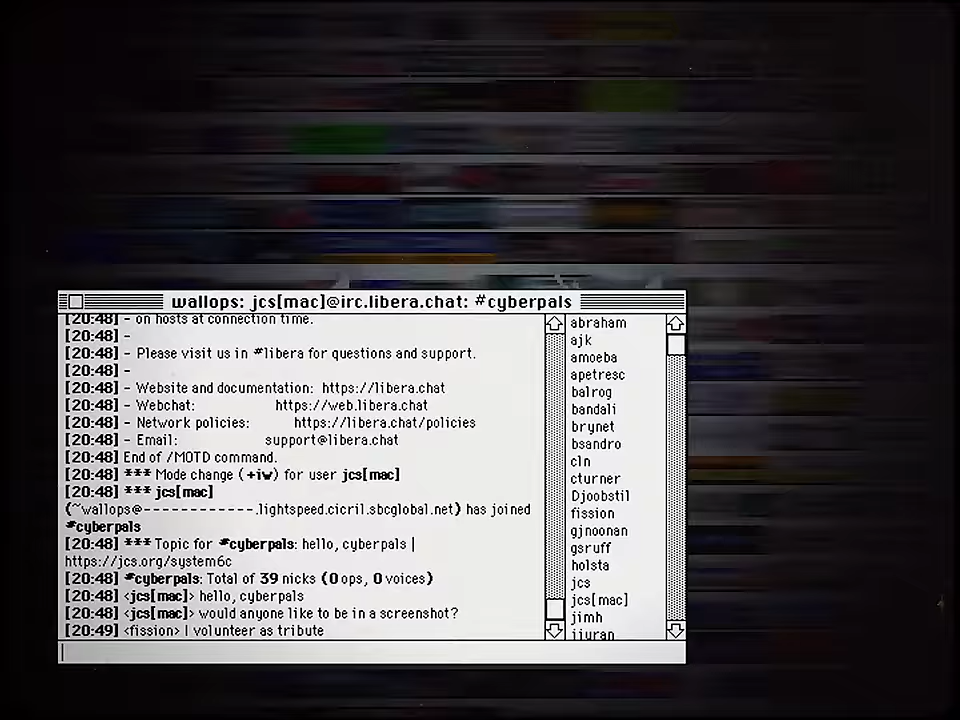 wallops: jcs[mac]@irc.libera.chat: #cyberpals
[20:48] - on hosts at connection time.
[20:48] -
[20:48] - Please visit us in #libera for questions and support.
[20:48] -
[20:48] - Website and documentation: https://libera.chat
[20:48] - Webchat: https://web.libera.chat
[20:48] - Network policies: https://libera.chat/policies
[20:48] - Email: support@libera.chat
[20:48] End of /MOTD command.
[20:48] *** Mode change (+iw) for user jcs[mac]
[20:48] *** jcs[mac]
(~wallops@------------.lightspeed.cicril.sbcglobal.net) has joined
#cyberpals
[20:48] *** Topic for #cyberpals: hello, cyberpals |
https://jcs.org/system6c
[20:48] #cyberpals: Total of 39 nicks (0 ops, 0 voices)
[20:48] <jcs[mac]> hello, cyberpals
[20:48] <jcs[mac]> would anyone like to be in a screenshot?
[20:49] <fission> I volunteer as tribute
abraham
ajk
amoeba
apetresc
balrog
bandali
brynet
bsandro
cln
cturner
Djoobstil
fission
gjnoonan
gsruff
holsta
jcs
jcs[mac]
jimh
jjuran